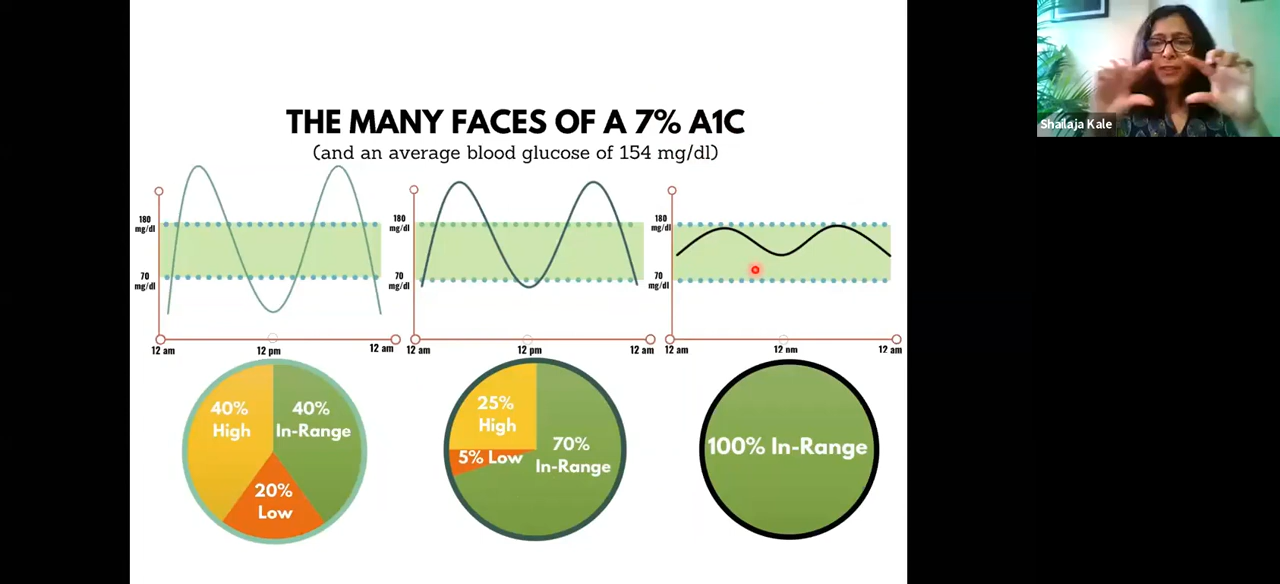 THE MANY FACES OF A 7% A1C
(and an average blood glucose of 154 mg/dl)
Shailaja Kale
180
mg/dl
70
mg/dl
12 am
12 pm
12 am
180
mg/dl
70
mg/dl
12 am
12 pm
12 am
180
mg/dl
70
mg/dl
12 am
12 pm
12 am
40%
High
40%
In-Range
20%
Low
25%
High
5% Low
70%
In-Range
100% In-Range